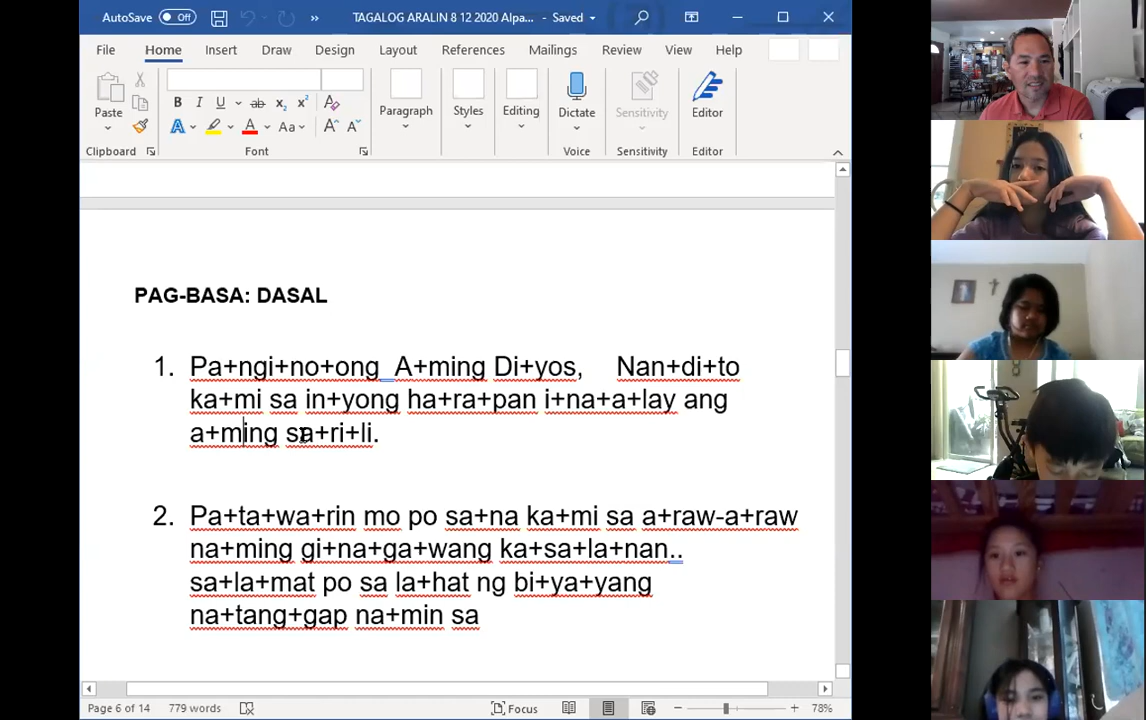 AutoSave Off TAGALOG ARALIN 8 12 2020 Alpa... - Saved
File Home Insert Draw Design Layout References Mailings Review View Help
Paste B I U ab x₂ x² A A Aa A A Paragraph Styles Editing Dictate Sensitivity Editor
Clipboard Font Voice Sensitivity Editor
PAG-BASA: DASAL
1. Pa+ngi+no+ong A+ming Di+yos, Nan+di+to
ka+mi sa in+yong ha+ra+pan i+na+a+lay ang
a+ming sa+ri+li.
2. Pa+ta+wa+rin mo po sa+na ka+mi sa a+raw-a+raw
na+ming gi+na+ga+wang ka+sa+la+nan..
sa+la+mat po sa la+hat ng bi+ya+yang
na+tang+gap na+min sa
Page 6 of 14 779 words Focus 78%